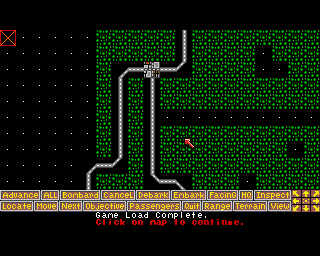 Advance ALL Bombard Cancel Debark Embark Facing HQ Inspect
Locate Move Next Objective Passengers Quit Range Terrain View
Game Load Complete.
Click on map to continue.